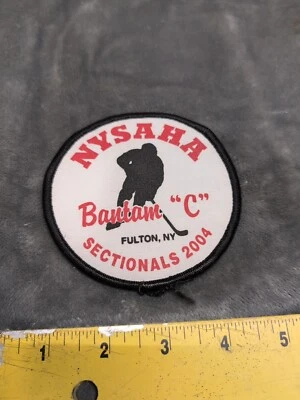 NYSAHA
Bantam "C"
FULTON, NY
SECTIONALS 2004
1 2 3 4 5